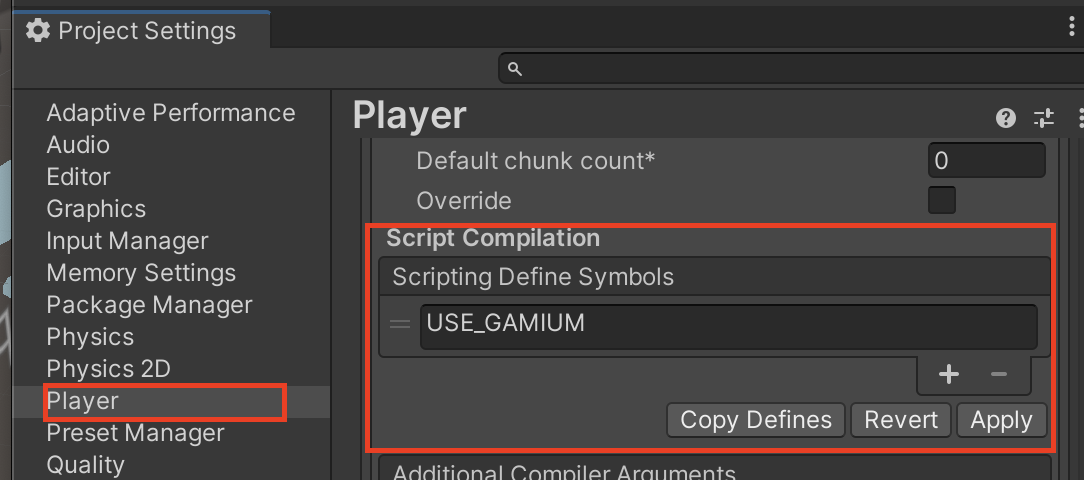 Project Settings
Adaptive Performance
Audio
Editor
Graphics
Input Manager
Memory Settings
Package Manager
Physics
Physics 2D
Player
Preset Manager
Quality
Player
Default chunk count*
0
Override
Script Compilation
Scripting Define Symbols
USE_GAMIUM
Copy Defines Revert Apply
Additional Compiler Arguments